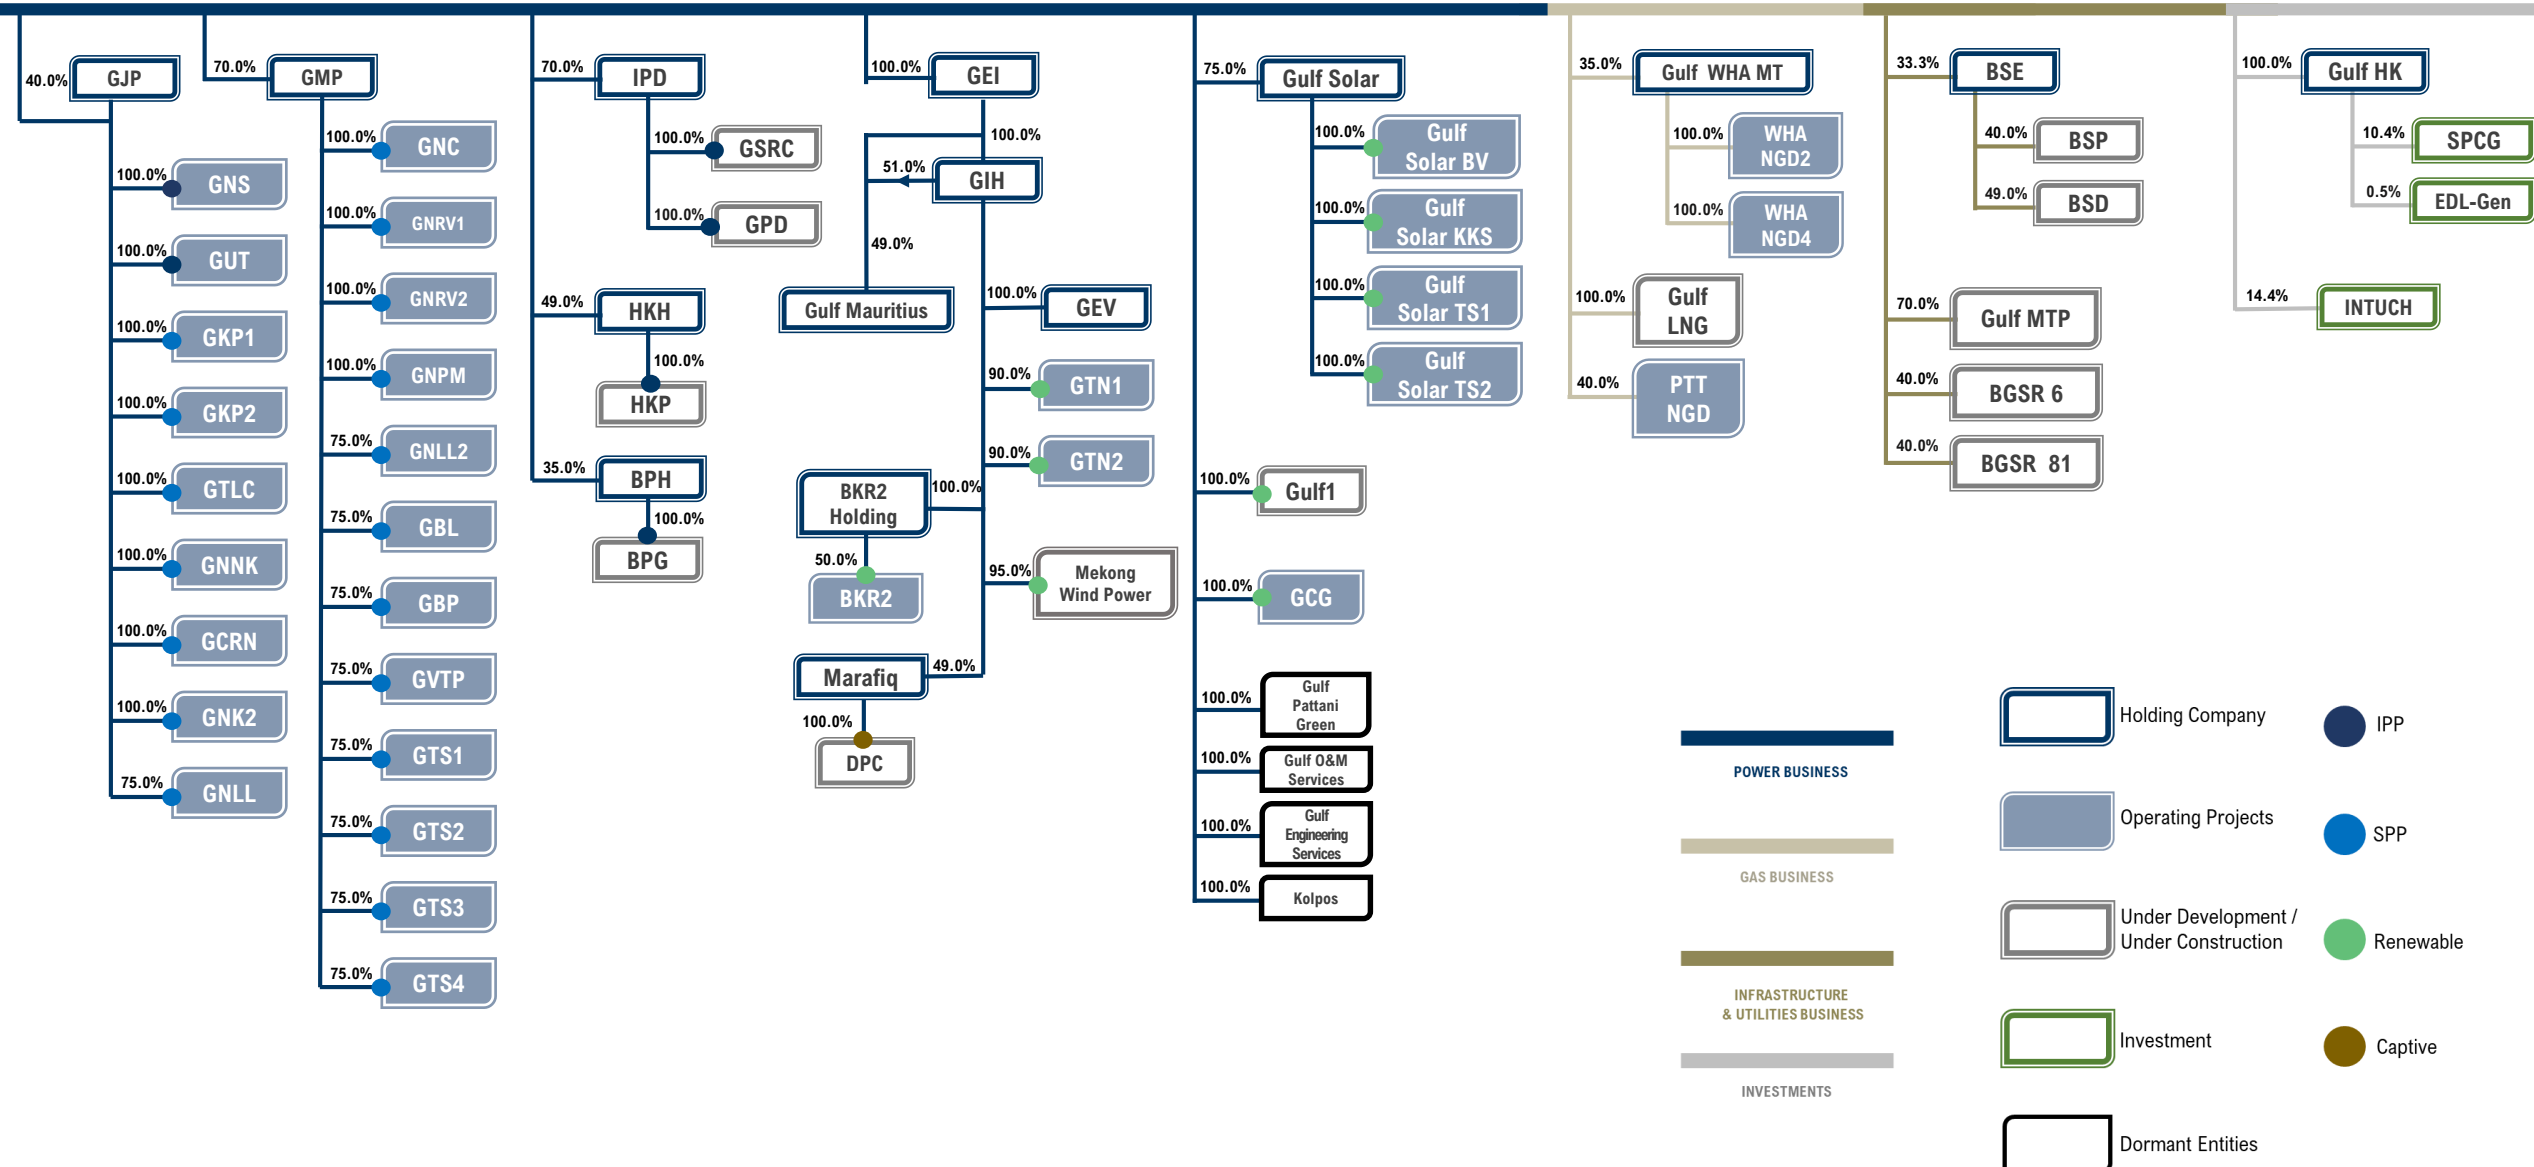 40.0%
GJP
100.0%
GNS
100.0%
GUT
100.0%
GKP1
100.0%
GKP2
100.0%
GTLC
100.0%
GNNK
100.0%
GCRN
100.0%
GNK2
75.0%
GNLL
70.0%
GMP
100.0%
GNC
100.0%
GNRV1
100.0%
GNRV2
100.0%
GNPM
75.0%
GNLL2
75.0%
GBL
75.0%
GBP
75.0%
GVTP
75.0%
GTS1
75.0%
GTS2
75.0%
GTS3
75.0%
GTS4
70.0%
IPD
100.0%
GSRC
100.0%
GPD
49.0%
HKH
100.0%
HKP
35.0%
BPH
100.0%
BPG
100.0%
GEI
100.0%
51.0%
GIH
49.0%
Gulf Mauritius
100.0%
GEV
90.0%
GTN1
90.0%
GTN2
BKR2
Holding
100.0%
50.0%
BKR2
95.0%
Mekong
Wind Power
Marafiq
49.0%
100.0%
DPC
75.0%
Gulf Solar
100.0%
Gulf
Solar BV
100.0%
Gulf
Solar KKS
100.0%
Gulf
Solar TS1
100.0%
Gulf
Solar TS2
100.0%
Gulf1
100.0%
GCG
100.0%
Gulf
Pattani
Green
100.0%
Gulf O&M
Services
100.0%
Gulf
Engineering
Services
100.0%
Kolpos
35.0%
Gulf WHA MT
100.0%
WHA
NGD2
100.0%
WHA
NGD4
100.0%
Gulf
LNG
40.0%
PTT
NGD
33.3%
BSE
40.0%
BSP
49.0%
BSD
70.0%
Gulf MTP
40.0%
BGSR 6
40.0%
BGSR 81
100.0%
Gulf HK
10.4%
SPCG
0.5%
EDL-Gen
14.4%
INTUCH
POWER BUSINESS
GAS BUSINESS
INFRASTRUCTURE
& UTILITIES BUSINESS
INVESTMENTS
Holding Company
Operating Projects
Under Development /
Under Construction
Investment
Dormant Entities
IPP
SPP
Renewable
Captive